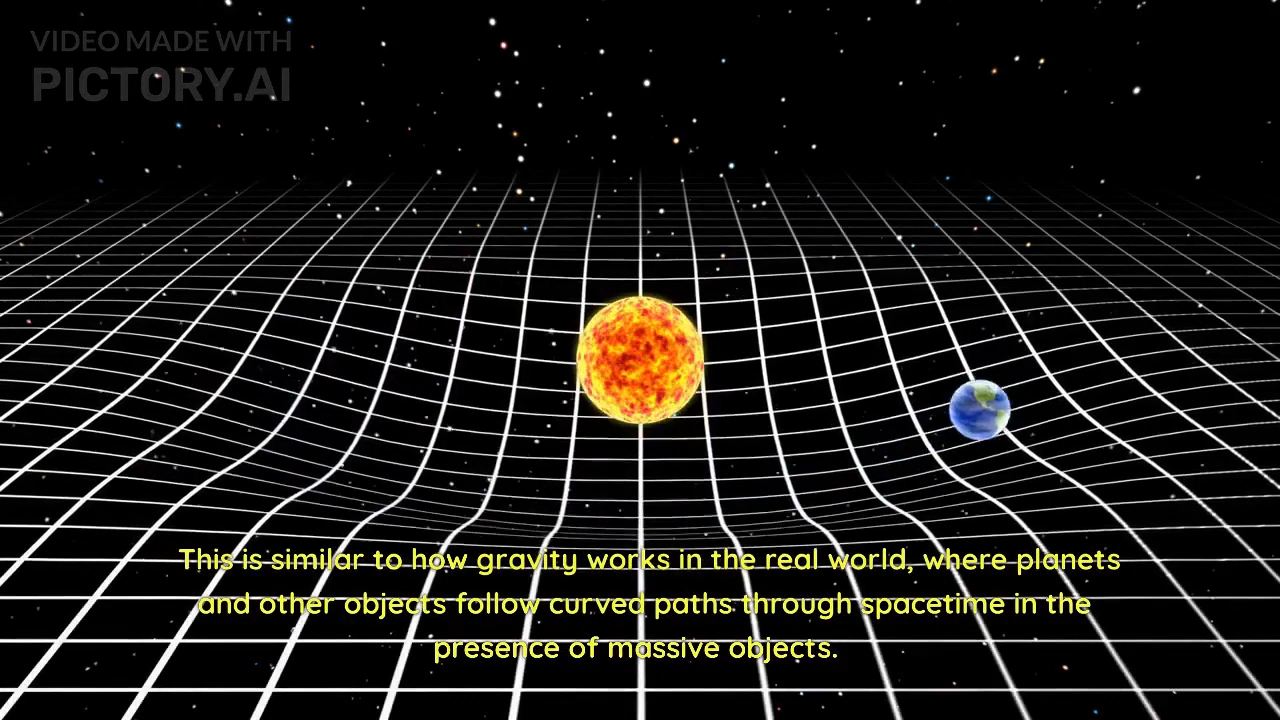 VIDEO MADE WITH
PICTORY.AI
This is similar to how gravity works in the real world, where planets
and other objects follow curved paths through spacetime in the
presence of massive objects.